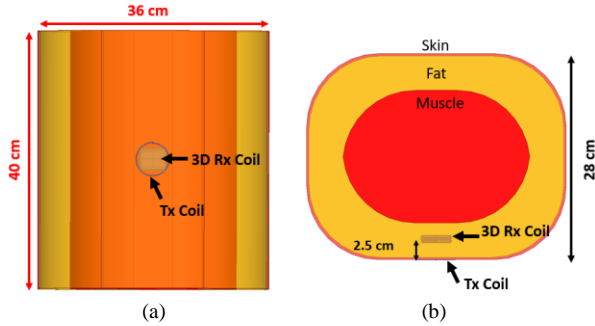 36 cm
40 cm
3D Rx Coil
Tx Coil
(a)
Skin
Fat
Muscle
28 cm
2.5 cm
3D Rx Coil
Tx Coil
(b)